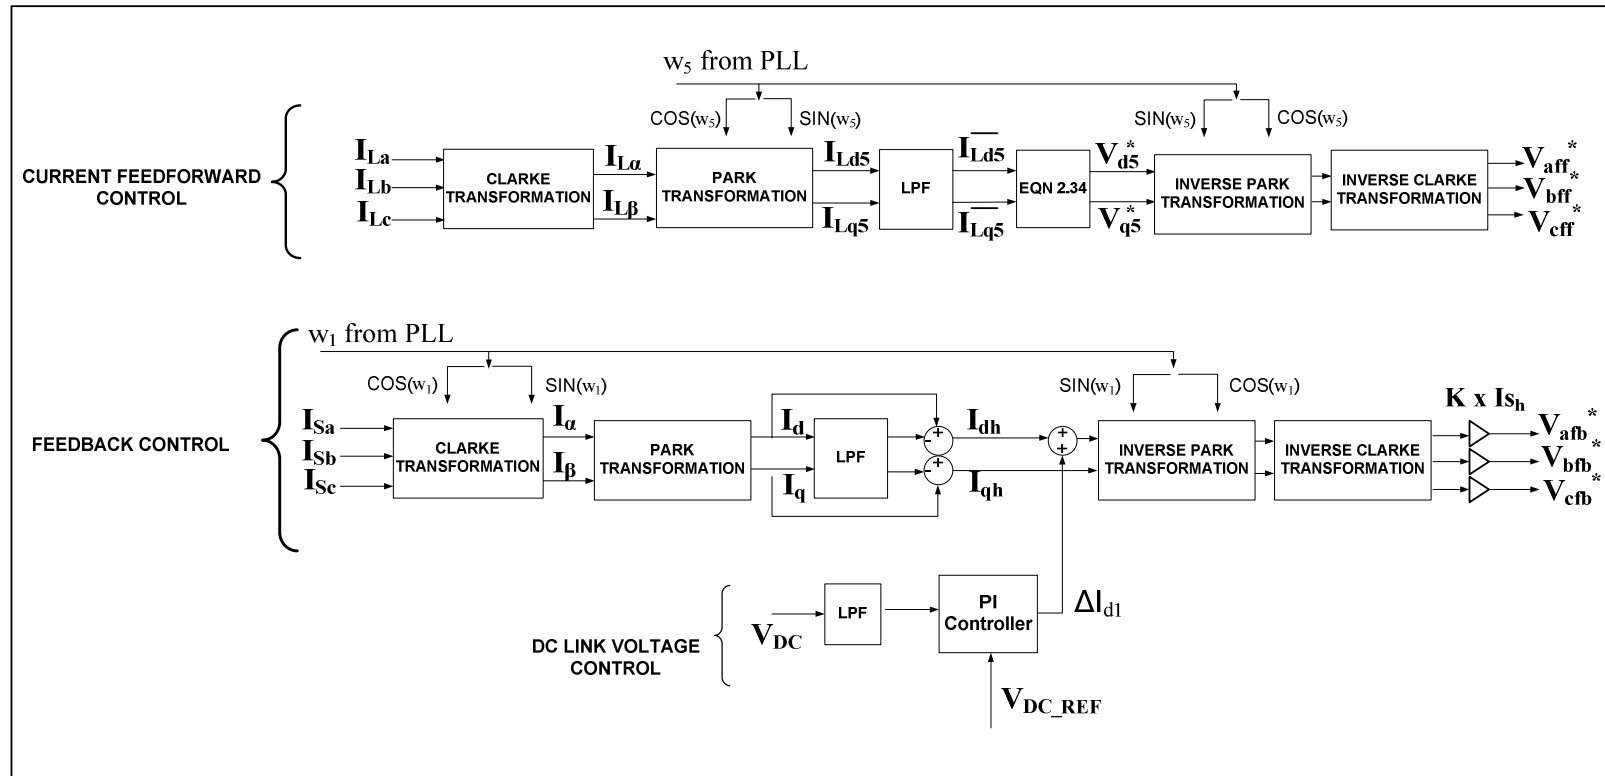 w5 from PLL
COS(w5)
SIN(w5)
SIN(w5)
COS(w5)
CURRENT FEEDFORWARD
CONTROL
ILa
ILb
ILc
CLARKE
TRANSFORMATION
ILα
ILβ
PARK
TRANSFORMATION
ILd5
ILq5
LPF
I̅L̅d̅5̅
I̅L̅q̅5̅
EQN 2.34
Vd5*
Vq5*
INVERSE PARK
TRANSFORMATION
INVERSE CLARKE
TRANSFORMATION
Vaff*
Vbff*
Vcff*
w1 from PLL
COS(w1)
SIN(w1)
SIN(w1)
COS(w1)
FEEDBACK CONTROL
ISa
ISb
ISc
CLARKE
TRANSFORMATION
Iα
Iβ
PARK
TRANSFORMATION
Id
Iq
LPF
+
-
+
-
Idh
Iqh
+
+
INVERSE PARK
TRANSFORMATION
INVERSE CLARKE
TRANSFORMATION
K x Ish
Vafb*
Vbfb*
Vcfb*
DC LINK VOLTAGE
CONTROL
VDC
LPF
PI
Controller
ΔId1
VDC_REF